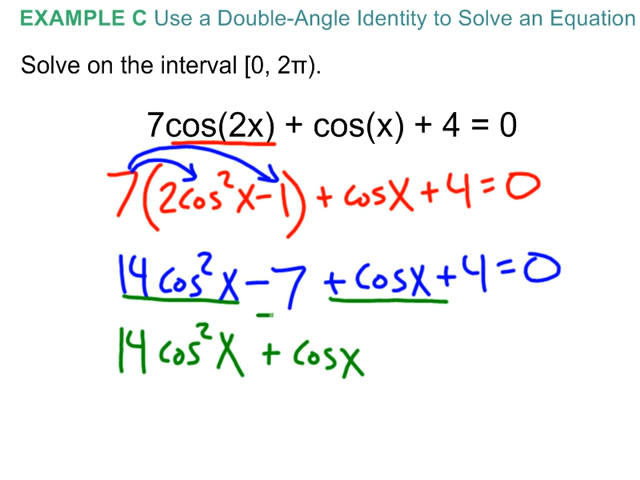 EXAMPLE C Use a Double-Angle Identity to Solve an Equation
Solve on the interval [0, 2π).
7cos(2x) + cos(x) + 4 = 0
7(2cos²x-1) + cosx + 4 = 0
14cos²x - 7 + cosx + 4 = 0
14cos²x + cosx